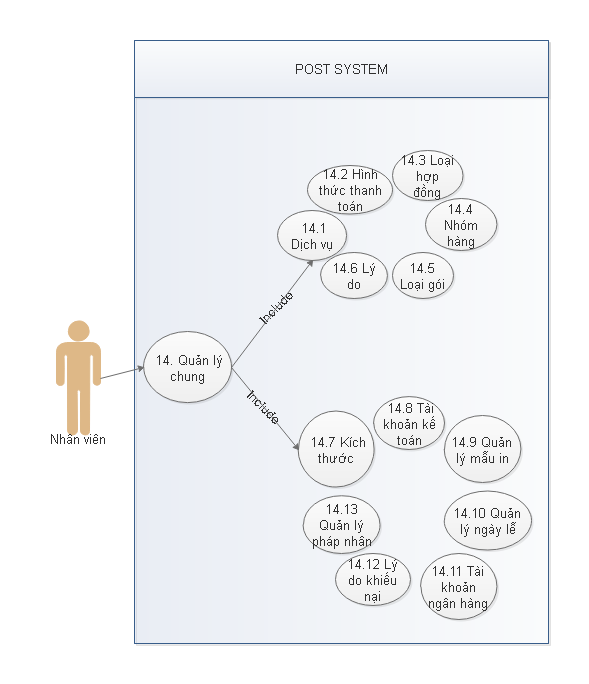 POST SYSTEM
14.3 Loại
hợp
đồng
14.2 Hình
thức thanh
toán
14.4
Nhóm
hàng
14.1
Dịch vụ
14.6 Lý
do
14.5
Loại gói
Include
14. Quản lý
chung
Nhân viên
Include
14.8 Tài
khoản kế
toán
14.7 Kích
thước
14.9 Quản
lý mẫu in
14.13
Quản lý
pháp nhân
14.10 Quản
lý ngày lễ
14.12 Lý
do khiếu
nại
14.11 Tài
khoản
ngân hàng